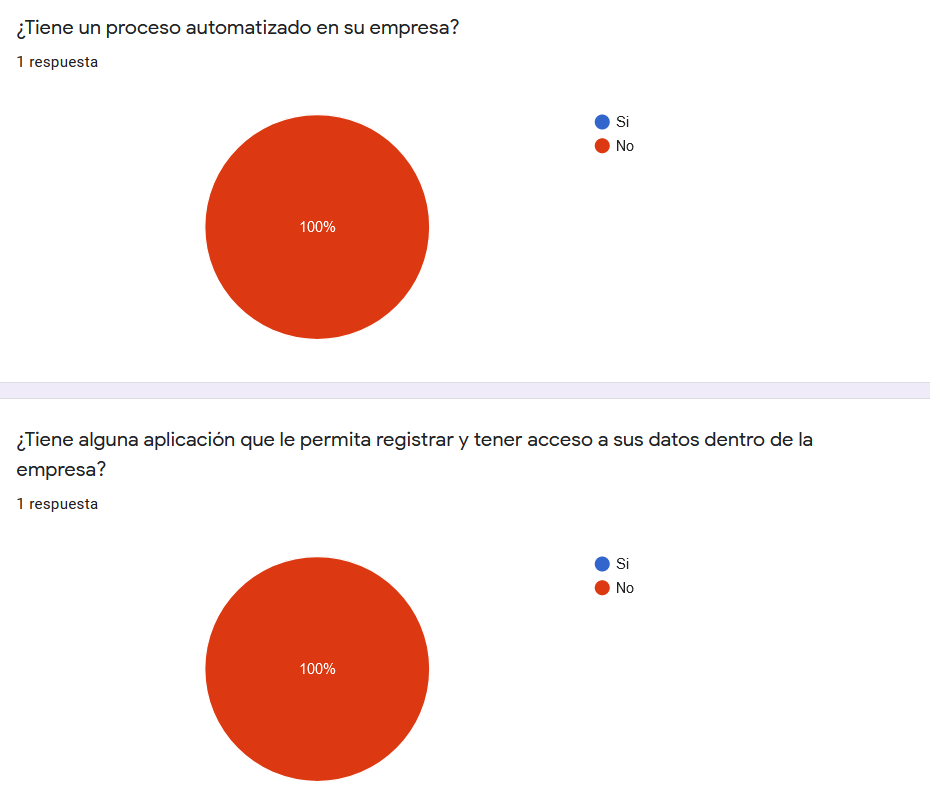 ¿Tiene un proceso automatizado en su empresa?
1 respuesta
Si
No
100%
¿Tiene alguna aplicación que le permita registrar y tener acceso a sus datos dentro de la
empresa?
1 respuesta
Si
No
100%